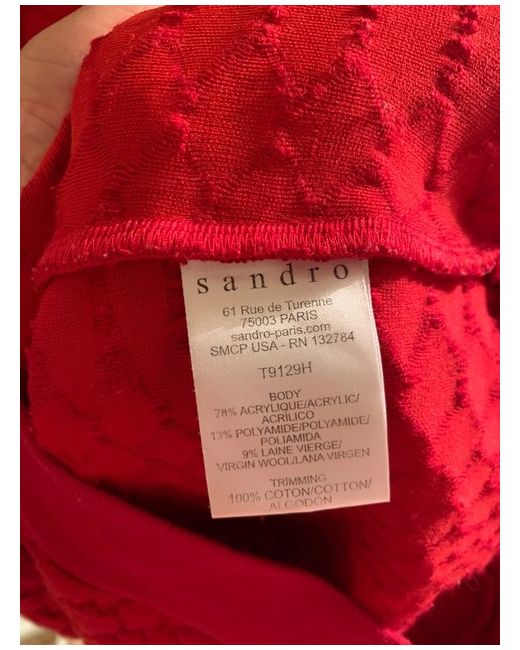 sandro
61 Rue de Turenne
75003 PARIS
sandro-paris.com
SMCP USA - RN 132784
T9129H
BODY
78% ACRYLIQUE/ACRYLIC/
ACRÍLICO
13% POLYAMIDE/POLYAMIDE/
POLIAMIDA
9% LAINE VIERGE/
VIRGIN WOOL/LANA VIRGEN
TRIMMING
100% COTON/COTTON/
ALGODON